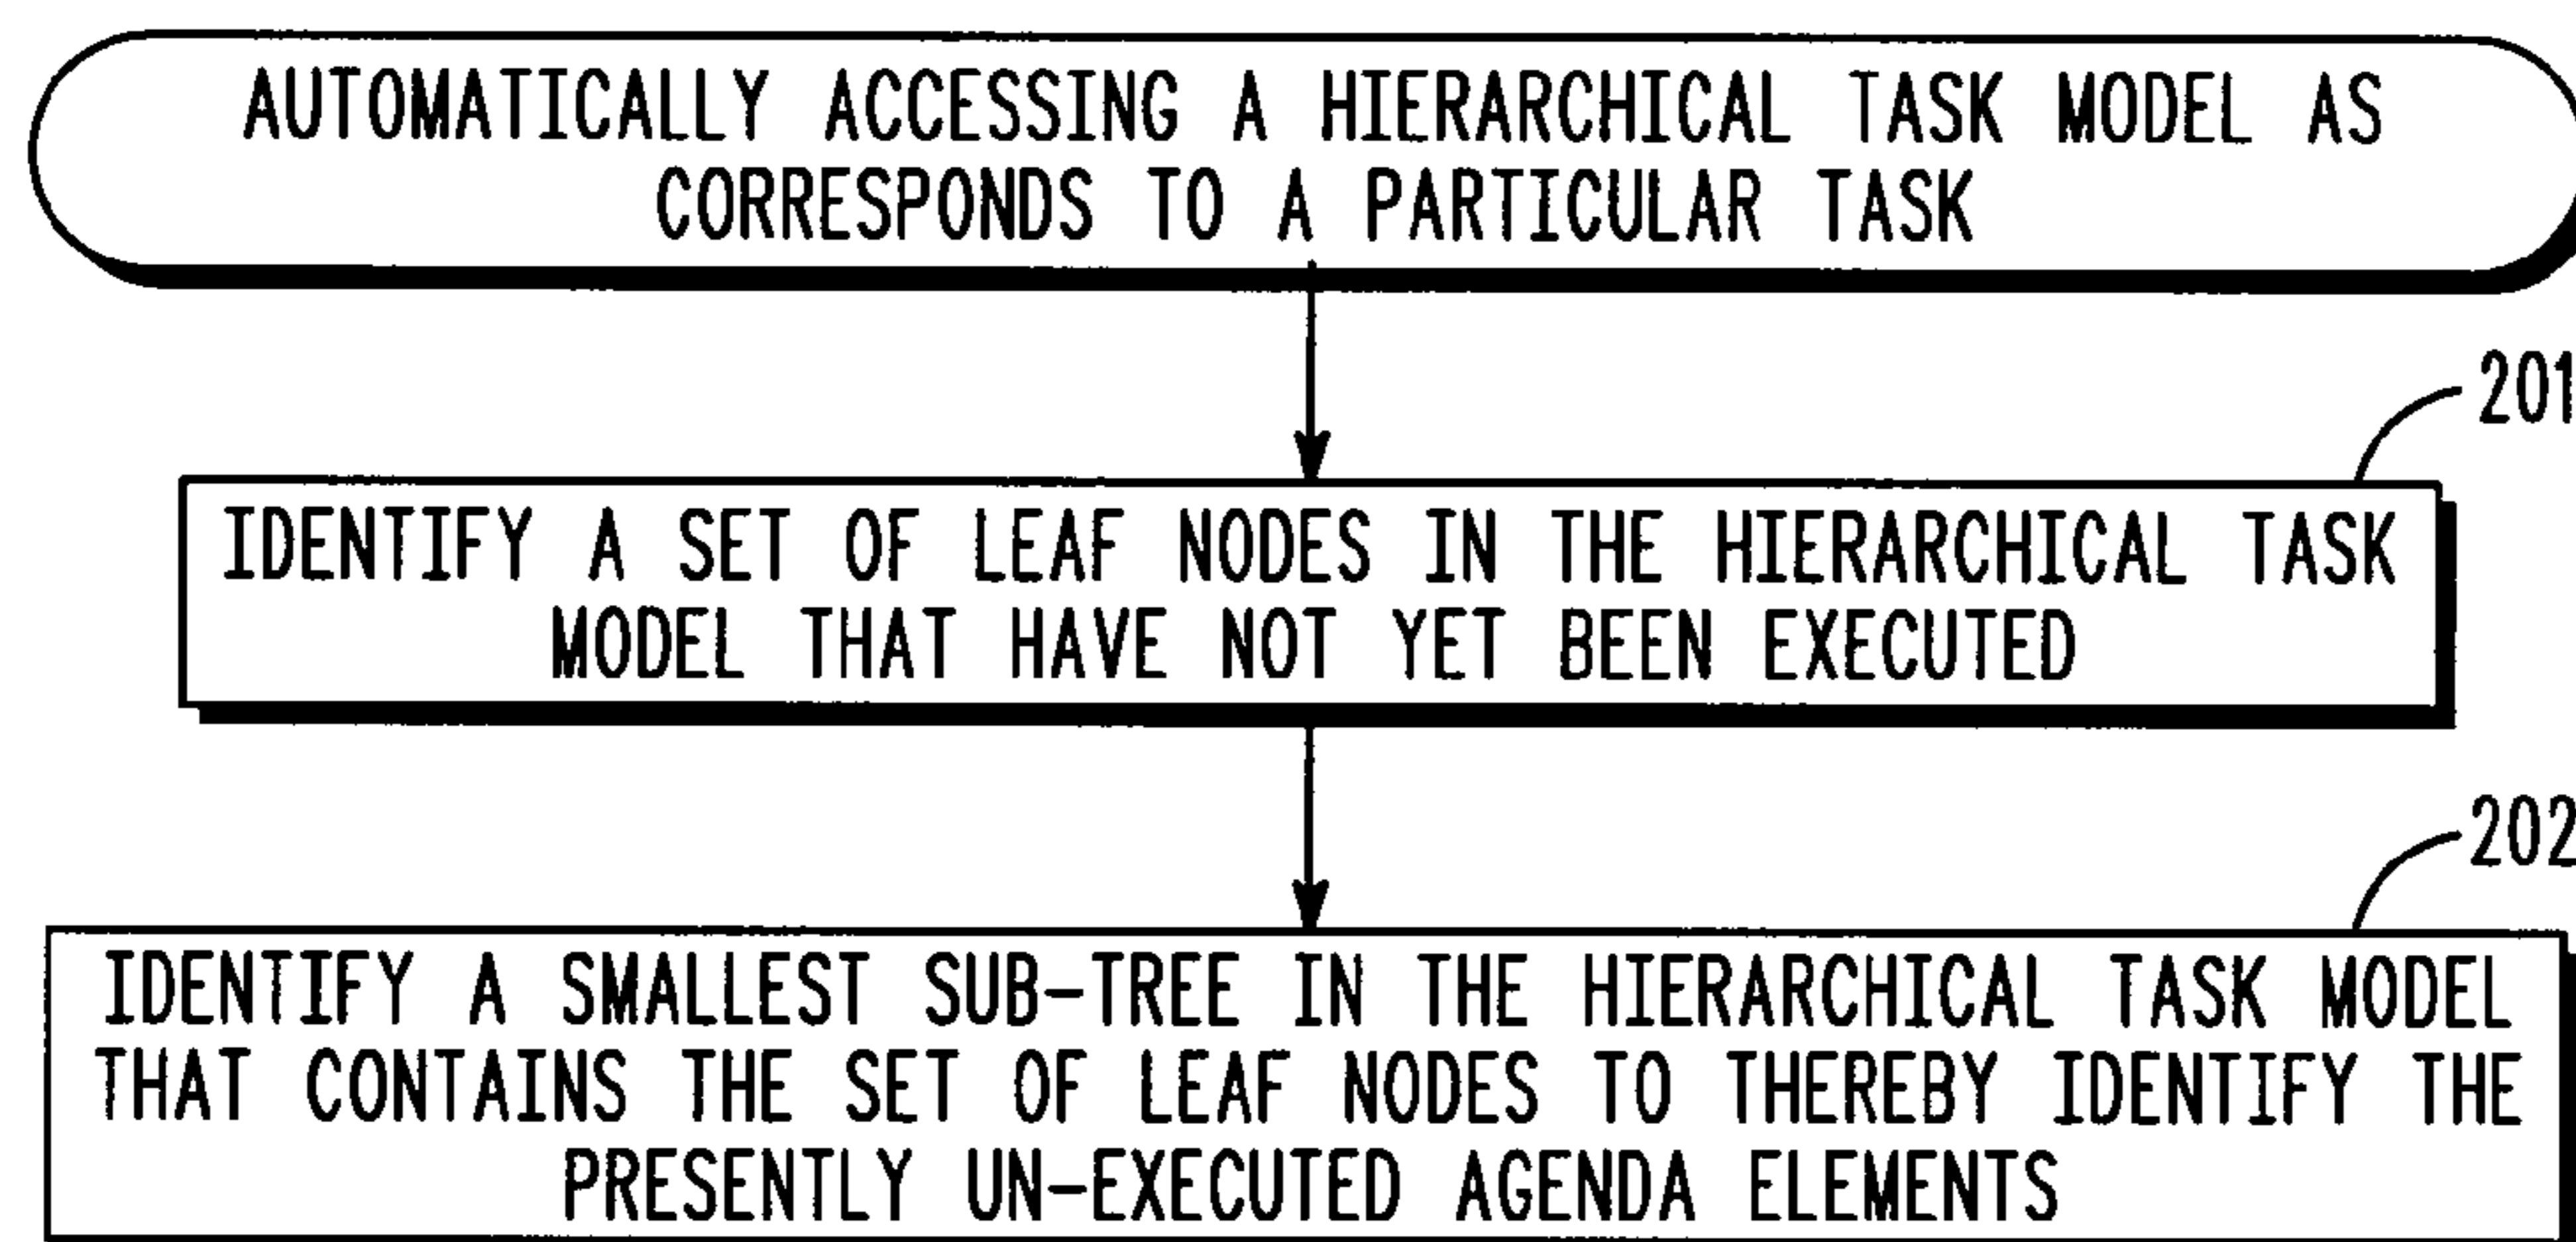 AUTOMATICALLY ACCESSING A HIERARCHICAL TASK MODEL AS
CORRESPONDS TO A PARTICULAR TASK
201
IDENTIFY A SET OF LEAF NODES IN THE HIERARCHICAL TASK
MODEL THAT HAVE NOT YET BEEN EXECUTED
202
IDENTIFY A SMALLEST SUB-TREE IN THE HIERARCHICAL TASK MODEL
THAT CONTAINS THE SET OF LEAF NODES TO THEREBY IDENTIFY THE
PRESENTLY UN-EXECUTED AGENDA ELEMENTS